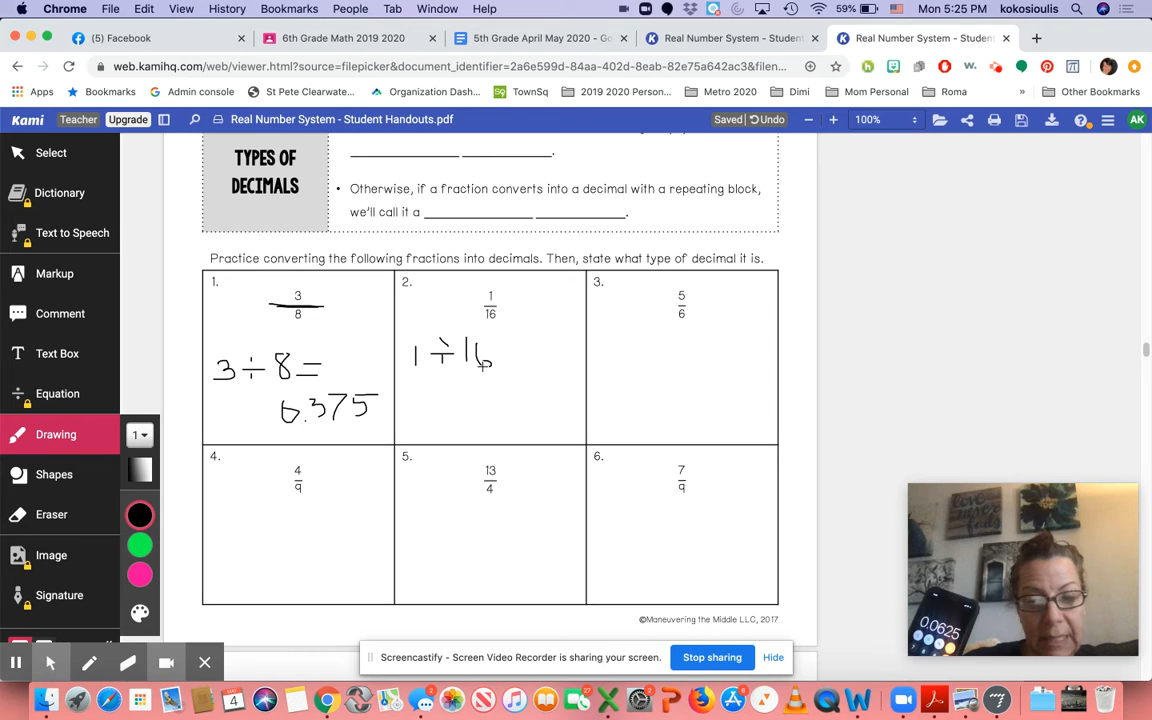 Chrome File Edit View History Bookmarks People Tab Window Help 59% Mon 5:25 PM kokosioulis
(5) Facebook 6th Grade Math 2019 2020 5th Grade April May 2020 - Go Real Number System - Student Real Number System - Student
web.kamihq.com/web/viewer.html?source=filepicker&document_identifier=2a6e599d-84aa-402d-8eab-82e75a642ac3&filen...
Apps Bookmarks Admin console St Pete Clearwate... Organization Dash... TownSq 2019 2020 Person... Metro 2020 Dimi Mom Personal Roma » Other Bookmarks
Kami Teacher Upgrade Real Number System - Student Handouts.pdf Saved Undo 100% AK
Select
Dictionary
Text to Speech
Markup
Comment
Text Box
Equation
Drawing
Shapes
Eraser
Image
Signature
1
TYPES OF
DECIMALS
• Otherwise, if a fraction converts into a decimal with a repeating block,
we'll call it a
Practice converting the following fractions into decimals. Then, state what type of decimal it is.
1. 3/8
3 ÷ 8 =
0.375
2. 1/16
1 ÷ 16
3. 5/6
4. 4/9
5. 13/4
6. 7/9
©Maneuvering the Middle LLC, 2017
0.0625
Screencastify - Screen Video Recorder is sharing your screen. Stop sharing Hide